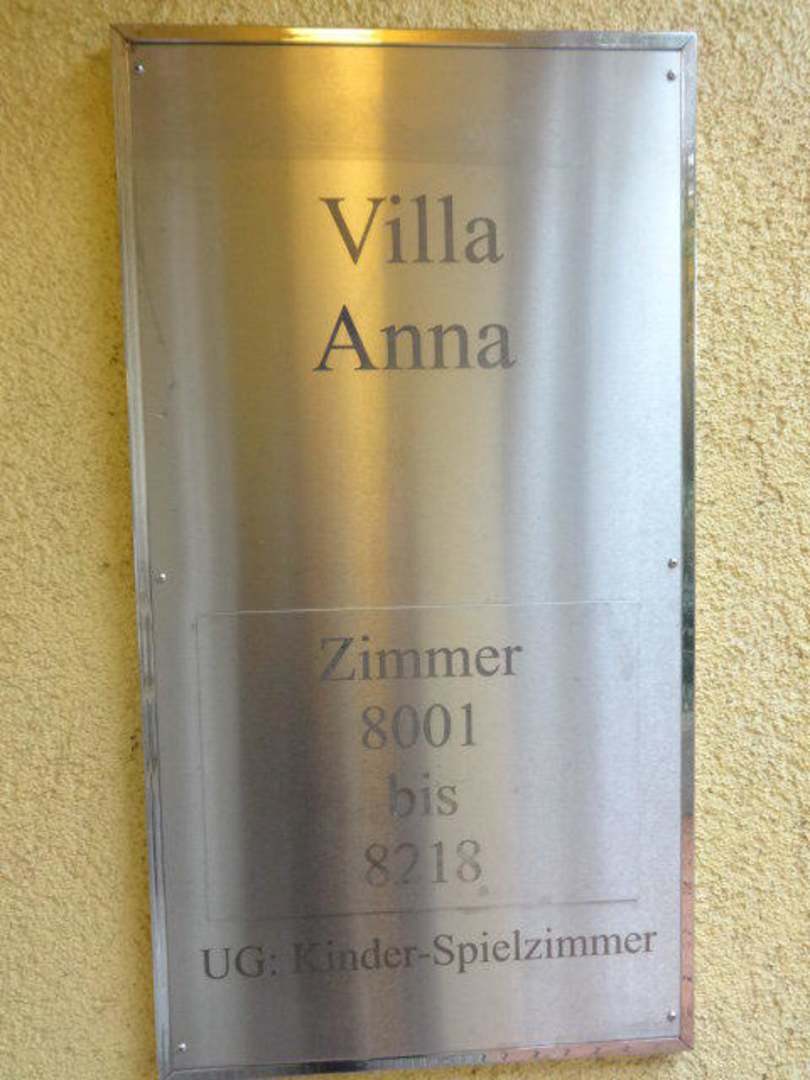 Villa
Anna
Zimmer
8001
bis
8218
UG: Kinder-Spielzimmer